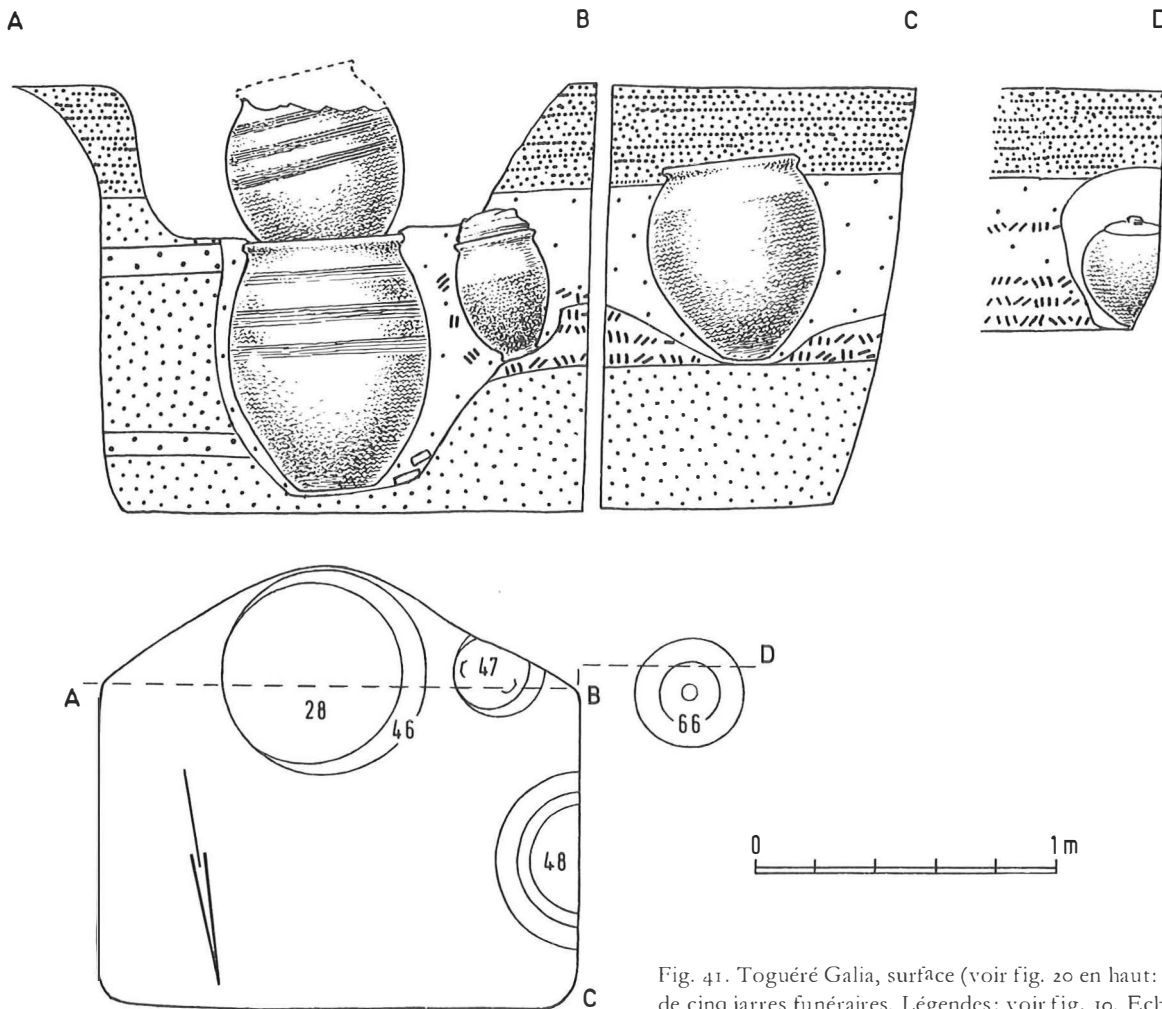 A B C D
A
28
46
47
B
66
D
48
C
0 1 m
Fig. 41. Toguéré Galia, surface (voir fig. 20 en haut:
de cinq jarres funéraires. Légendes: voir fig. 10. Ech